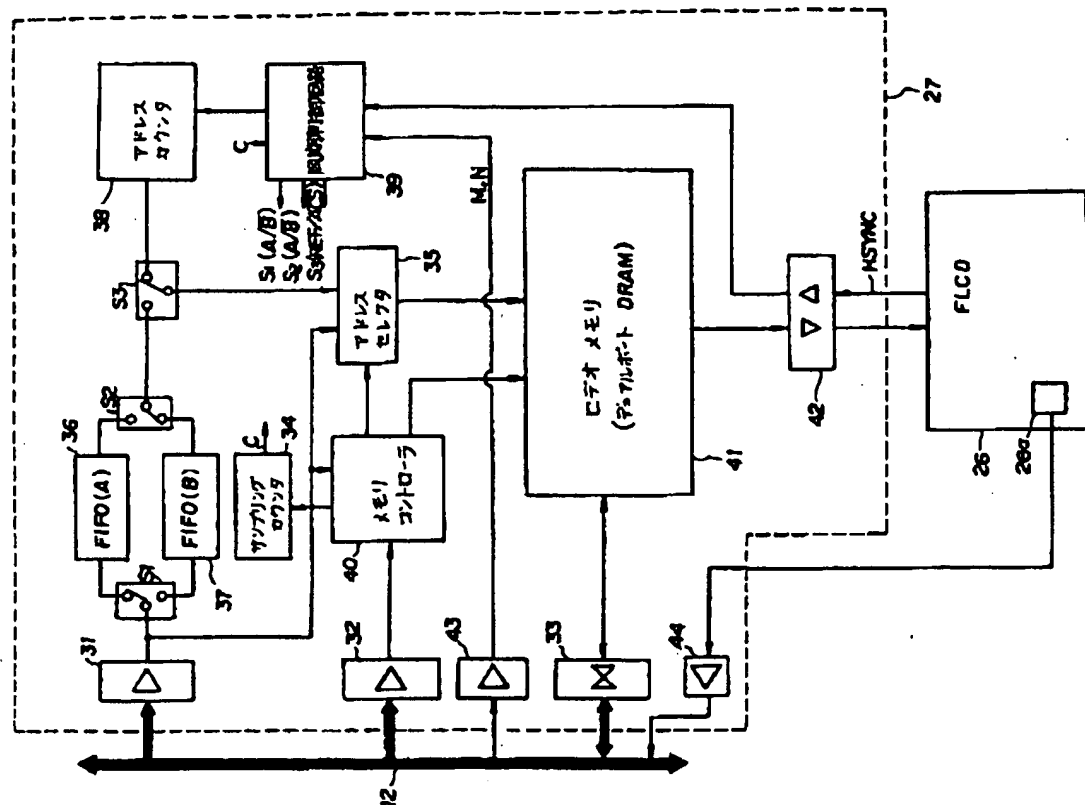 27
38
アドレス
カウンタ
C
39
S1 (A/B̅)
S2 (A/B̅)
M,N
S3
S2
35
アドレス
セレクタ
36
FIFO(A)
FIFO(B)
37
S1
C
34
サンプリング
カウンタ
メモリ
コントローラ
40
ビデオ メモリ
(デュアルポート DRAM)
41
42
HSYNC
FLCD
26
26a
31
32
43
33
44
12